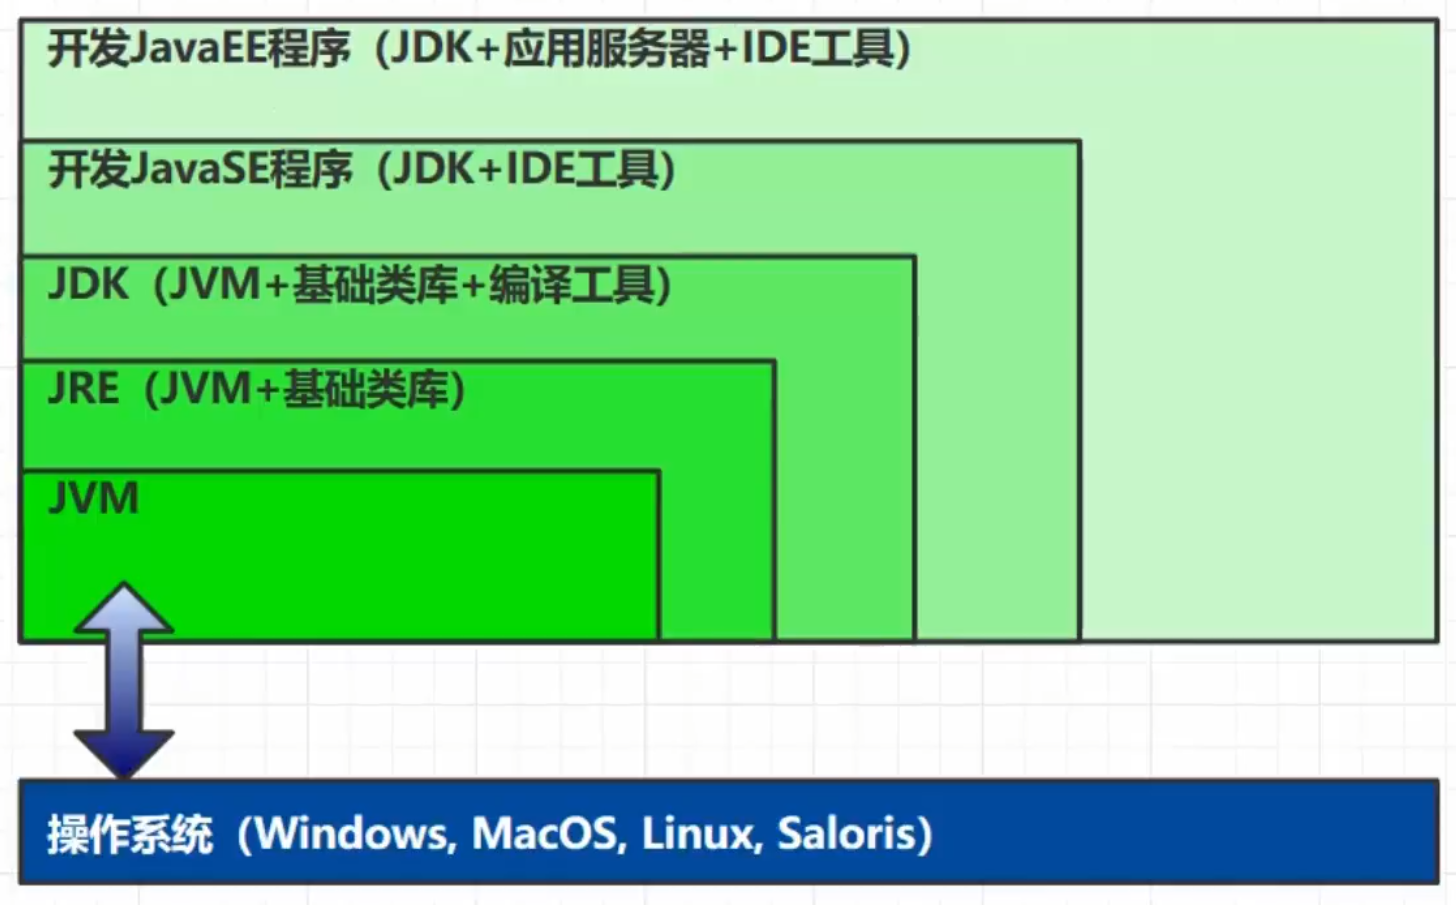 开发JavaEE程序（JDK+应用服务器+IDE工具）
开发JavaSE程序（JDK+IDE工具）
JDK（JVM+基础类库+编译工具）
JRE（JVM+基础类库）
JVM
操作系统（Windows, MacOS, Linux, Saloris）